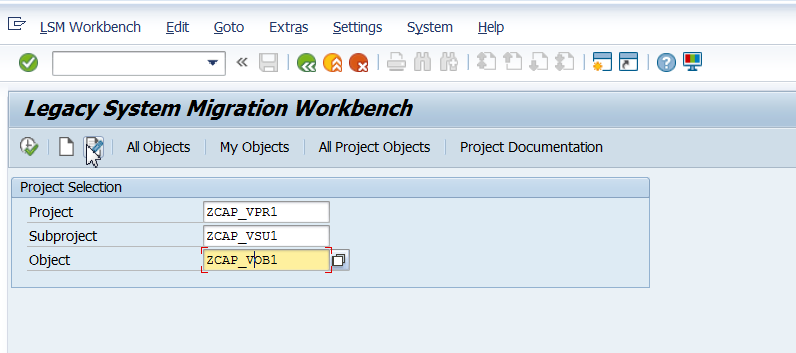 LSM Workbench Edit Goto Extras Settings System Help
Legacy System Migration Workbench
All Objects My Objects All Project Objects Project Documentation
Project Selection
Project ZCAP_VPR1
Subproject ZCAP_VSU1
Object ZCAP_VOB1